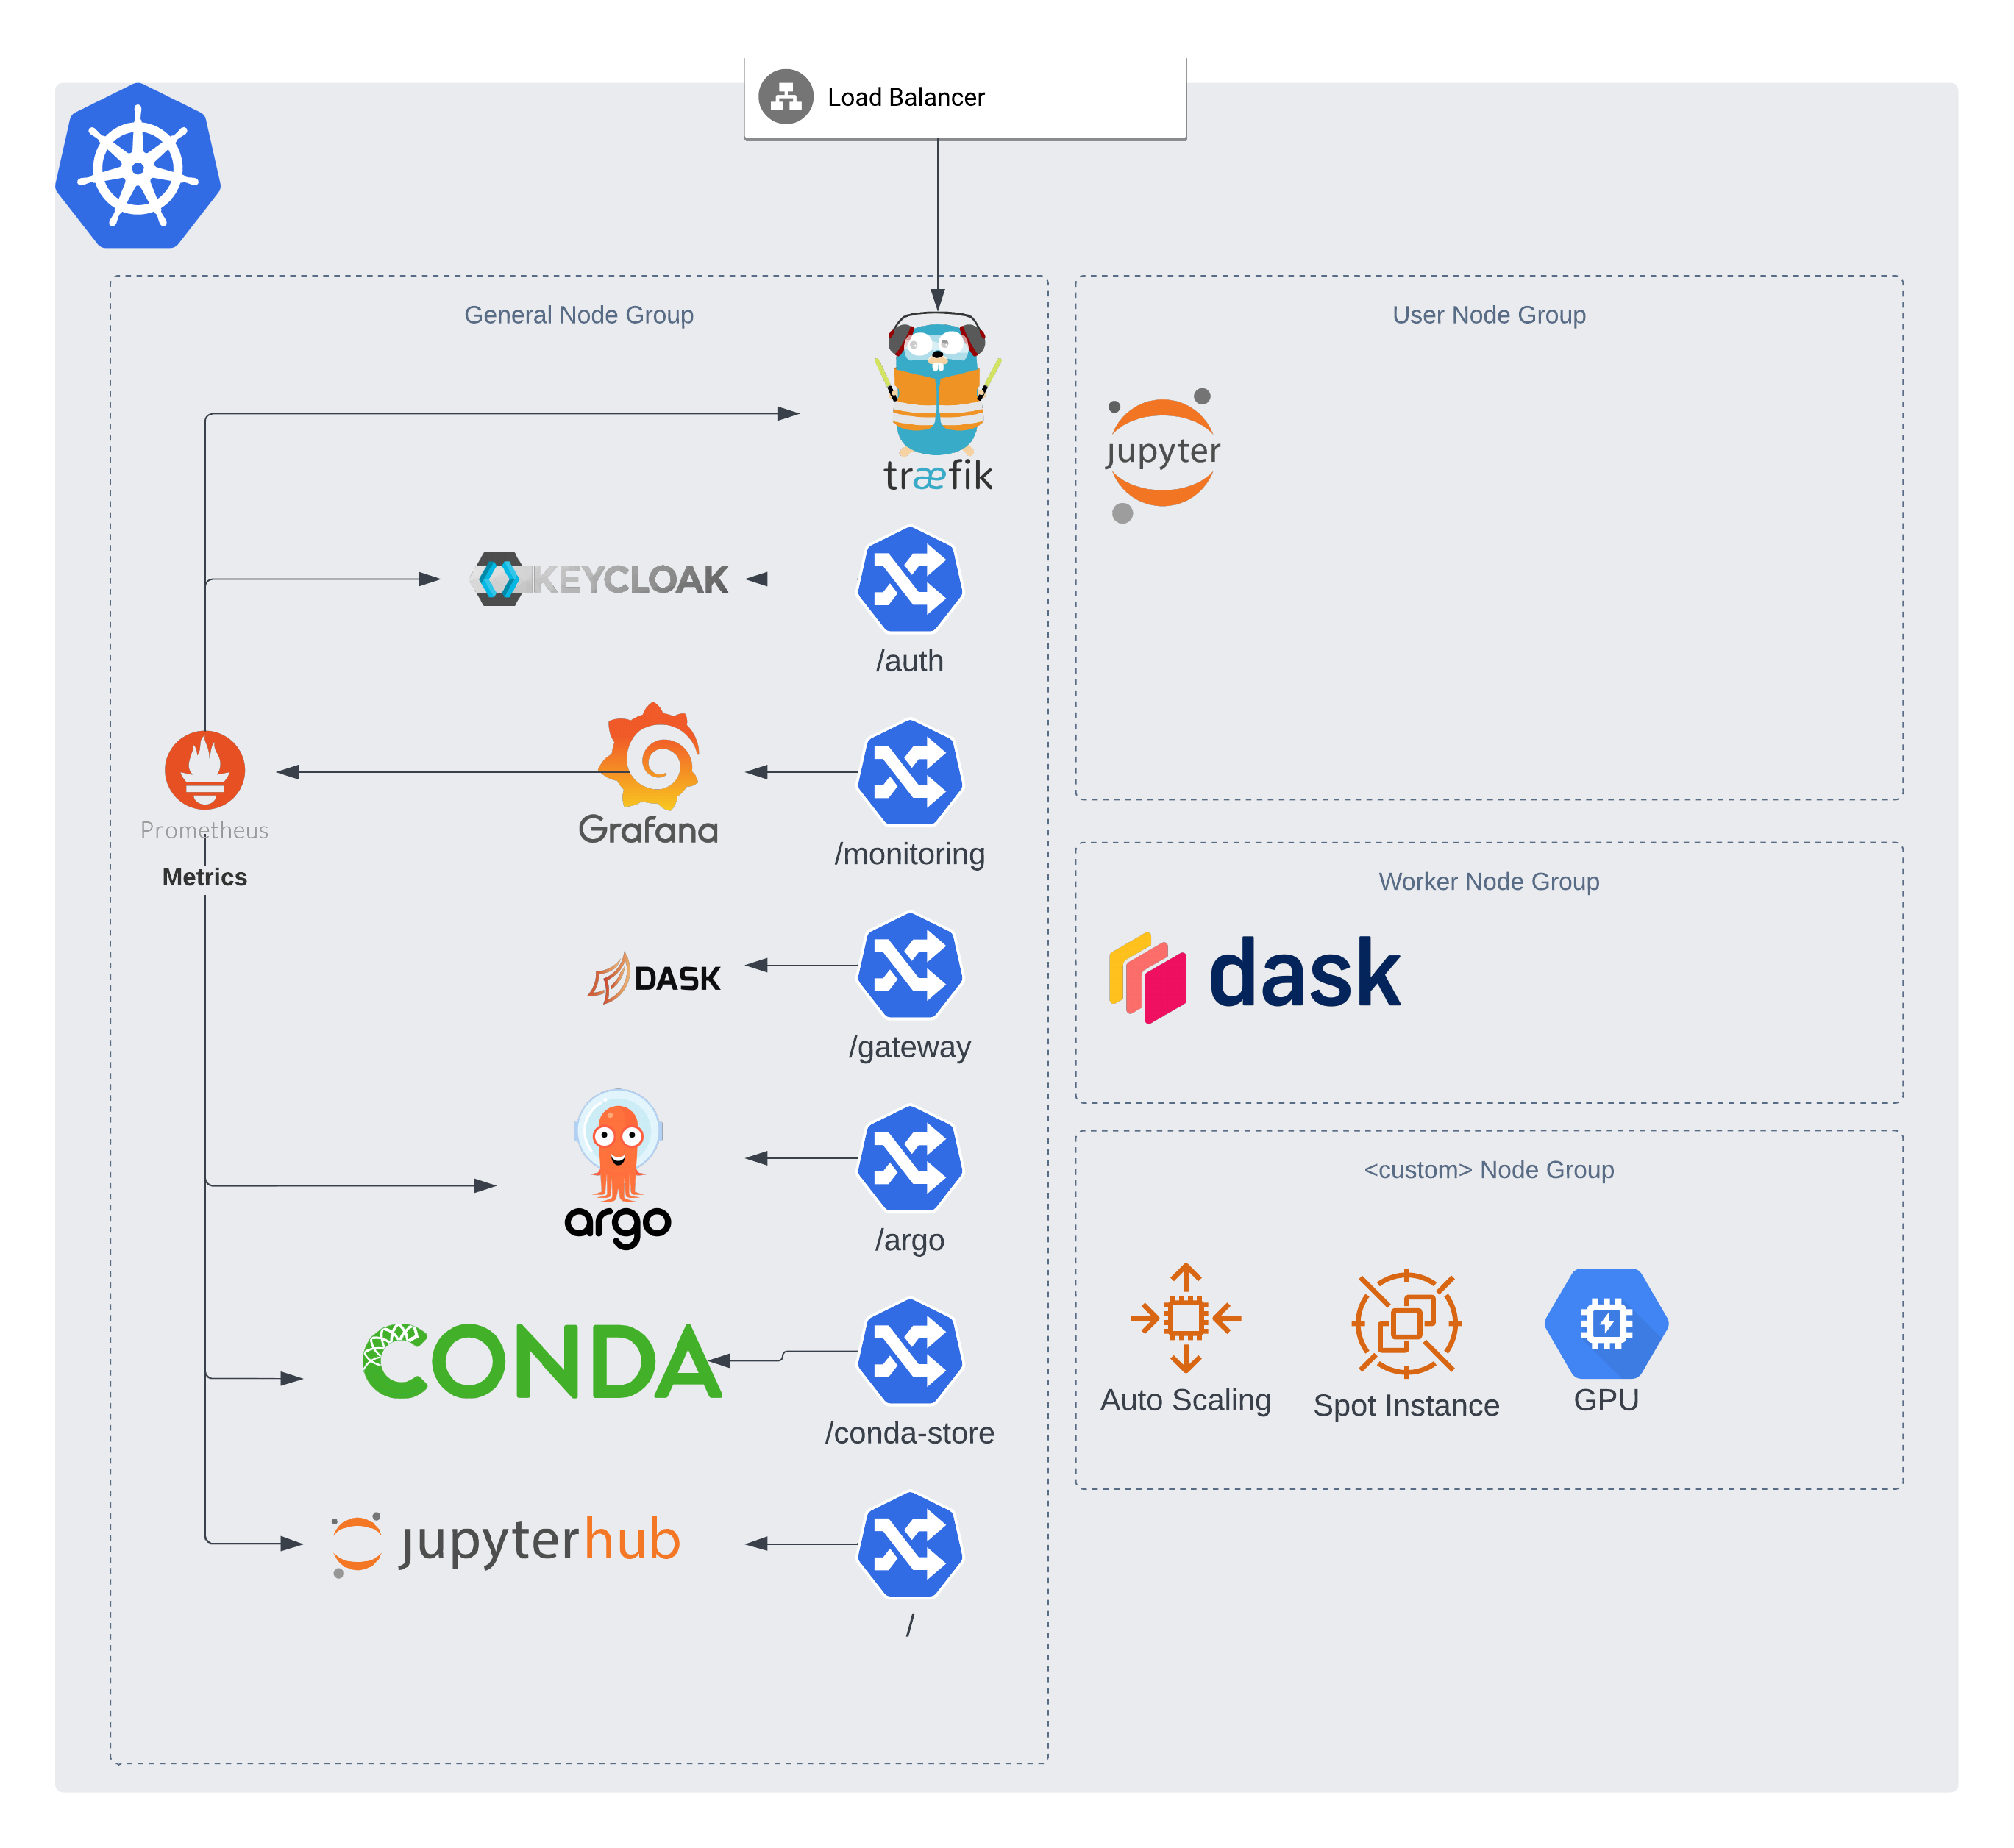 Load Balancer
General Node Group
træfik
KEYCLOAK
/auth
Prometheus
Metrics
Grafana
/monitoring
DASK
/gateway
argo
/argo
CONDA
/conda-store
jupyterhub
/
User Node Group
jupyter
Worker Node Group
dask
<custom> Node Group
Auto Scaling
Spot Instance
GPU